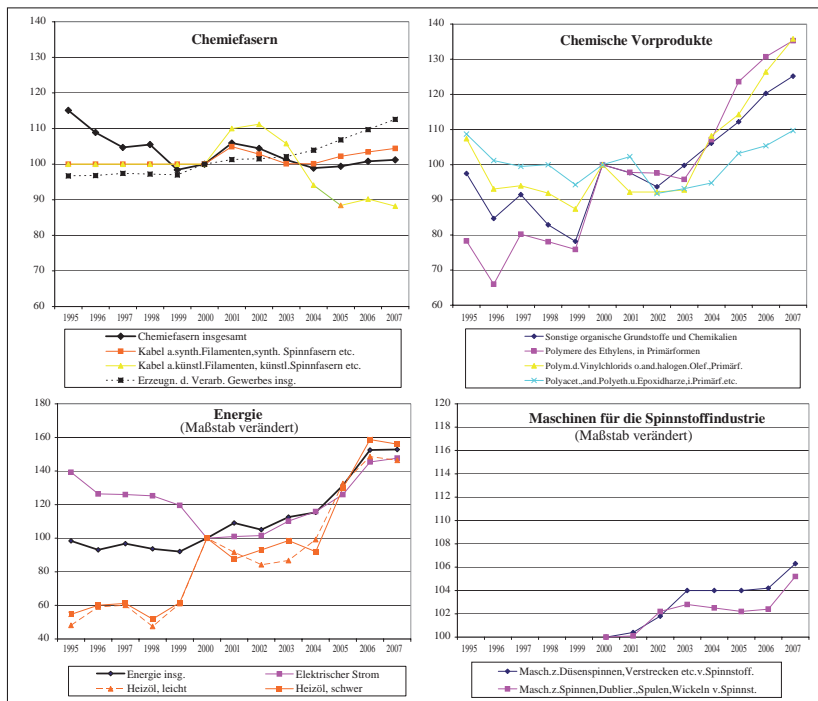 Chemiefasern
140
130
120
110
100
90
80
70
60
1995 1996 1997 1998 1999 2000 2001 2002 2003 2004 2005 2006 2007
Chemiefasern insgesamt
Kabel a.synth.Filamenten,synth. Spinnfasern etc.
Kabel a.künstl.Filamenten, künstl.Spinnfasern etc.
Erzeugn. d. Verarb. Gewerbes insg.
Chemische Vorprodukte
140
130
120
110
100
90
80
70
60
1995 1996 1997 1998 1999 2000 2001 2002 2003 2004 2005 2006 2007
Sonstige organische Grundstoffe und Chemikalien
Polymere des Ethylens, in Primärformen
Polym.d.Vinylchlorids o.and.halogen.Olef.,Primärf.
Polyacet.,and.Polyeth.u.Epoxidharze,i.Primärf.etc.
Energie
(Maßstab verändert)
180
160
140
120
100
80
60
40
1995 1996 1997 1998 1999 2000 2001 2002 2003 2004 2005 2006 2007
Energie insg.
Elektrischer Strom
Heizöl, leicht
Heizöl, schwer
Maschinen für die Spinnstoffindustrie
(Maßstab verändert)
120
118
116
114
112
110
108
106
104
102
100
1995 1996 1997 1998 1999 2000 2001 2002 2003 2004 2005 2006 2007
Masch.z.Düsenspinnen,Verstrecken etc.v.Spinnstoff.
Masch.z.Spinnen,Dublier.,Spulen,Wickeln v.Spinnst.